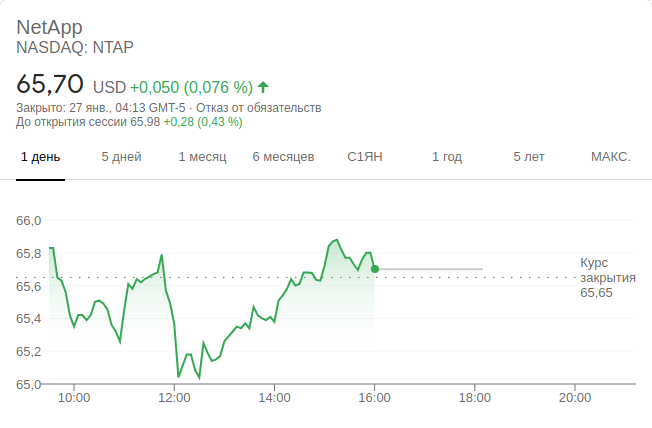 NetApp
NASDAQ: NTAP
65,70 USD +0,050 (0,076 %)
Закрыто: 27 янв., 04:13 GMT-5 · Отказ от обязательств
До открытия сессии 65,98 +0,28 (0,43 %)
1 день 5 дней 1 месяц 6 месяцев С1ЯН 1 год 5 лет МАКС.
66,0
65,8
65,6
65,4
65,2
65,0
Курс
закрытия
65,65
10:00 12:00 14:00 16:00 18:00 20:00